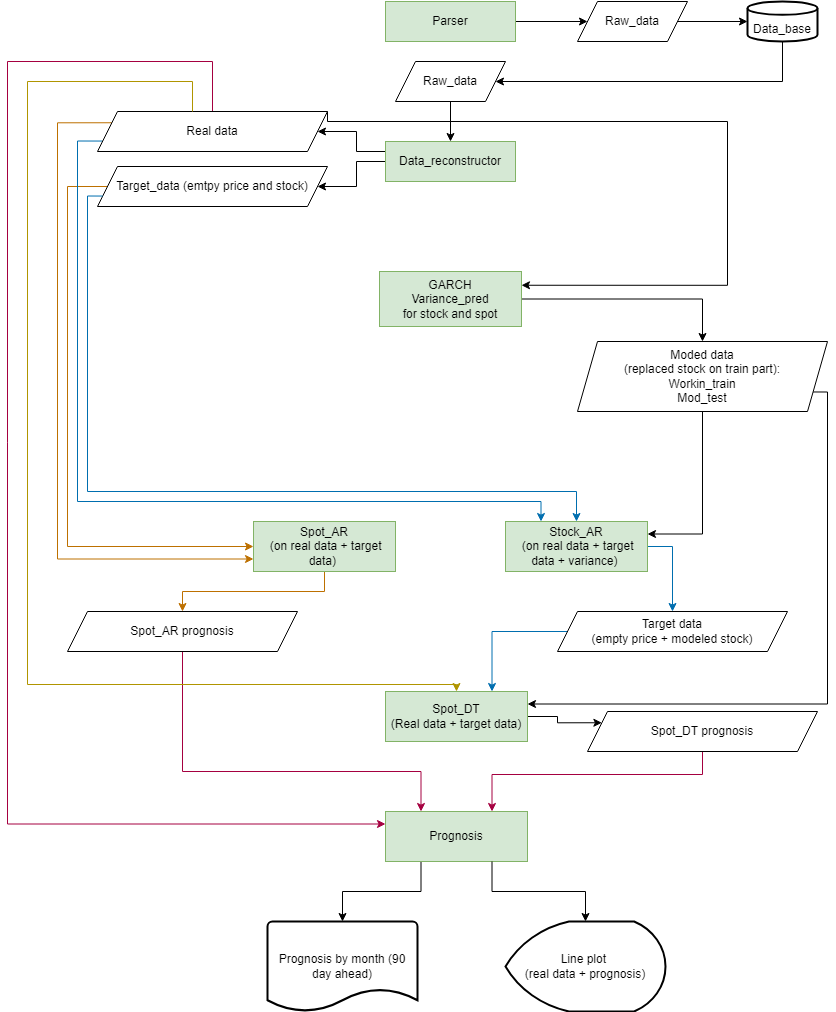 Parser
Raw_data
Data_base
Raw_data
Real data
Data_reconstructor
Target_data (emtpy price and stock)
GARCH
Variance_pred
for stock and spot
Moded data
(replaced stock on train part):
Workin_train
Mod_test
Spot_AR
(on real data + target
data)
Stock_AR
(on real data + target
data + variance)
Spot_AR prognosis
Target data
(empty price + modeled stock)
Spot_DT
(Real data + target data)
Spot_DT prognosis
Prognosis
Prognosis by month (90
day ahead)
Line plot
(real data + prognosis)